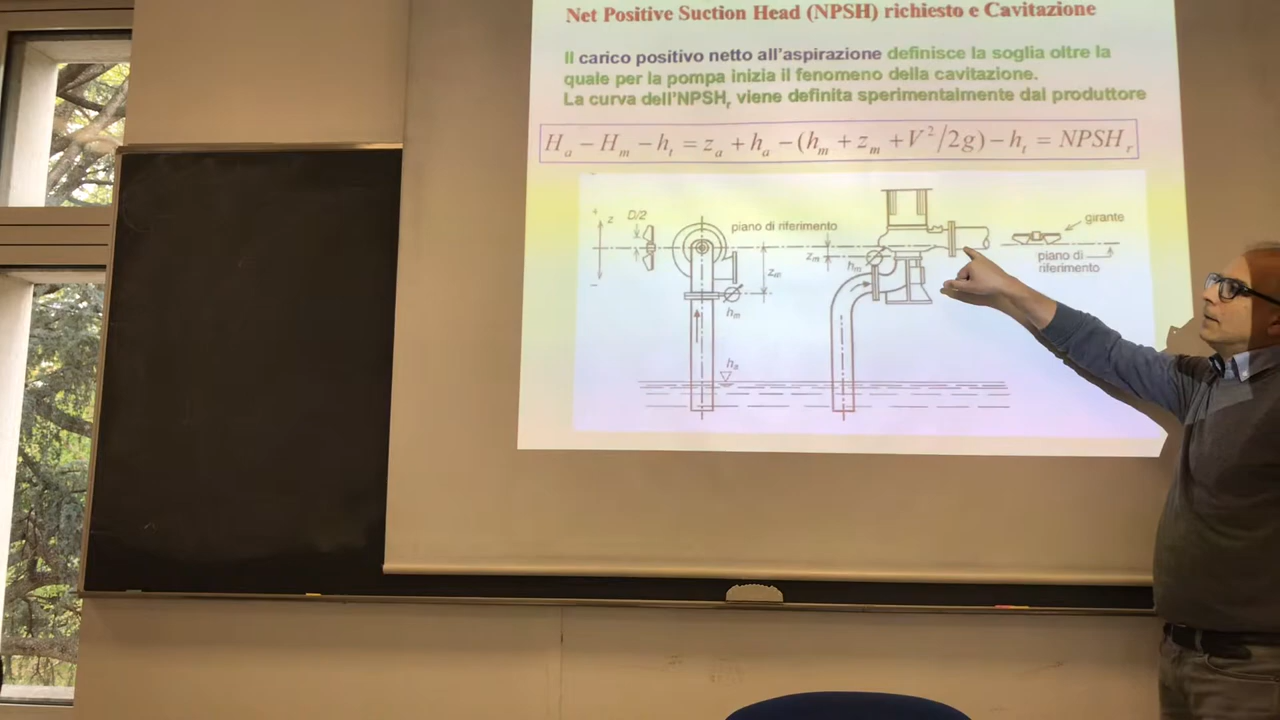 Net Positive Suction Head (NPSH) richiesto e Cavitazione
Il carico positivo netto all'aspirazione definisce la soglia oltre la
quale per la pompa inizia il fenomeno della cavitazione.
La curva dell'NPSHr viene definita sperimentalmente dal produttore
Ha – Hm – ht = za + ha – (hm + zm + V²/2g) – ht = NPSHr
+ z –
D/2
piano di riferimento
zm
hm
ha
zm
hm
girante
piano di
riferimento